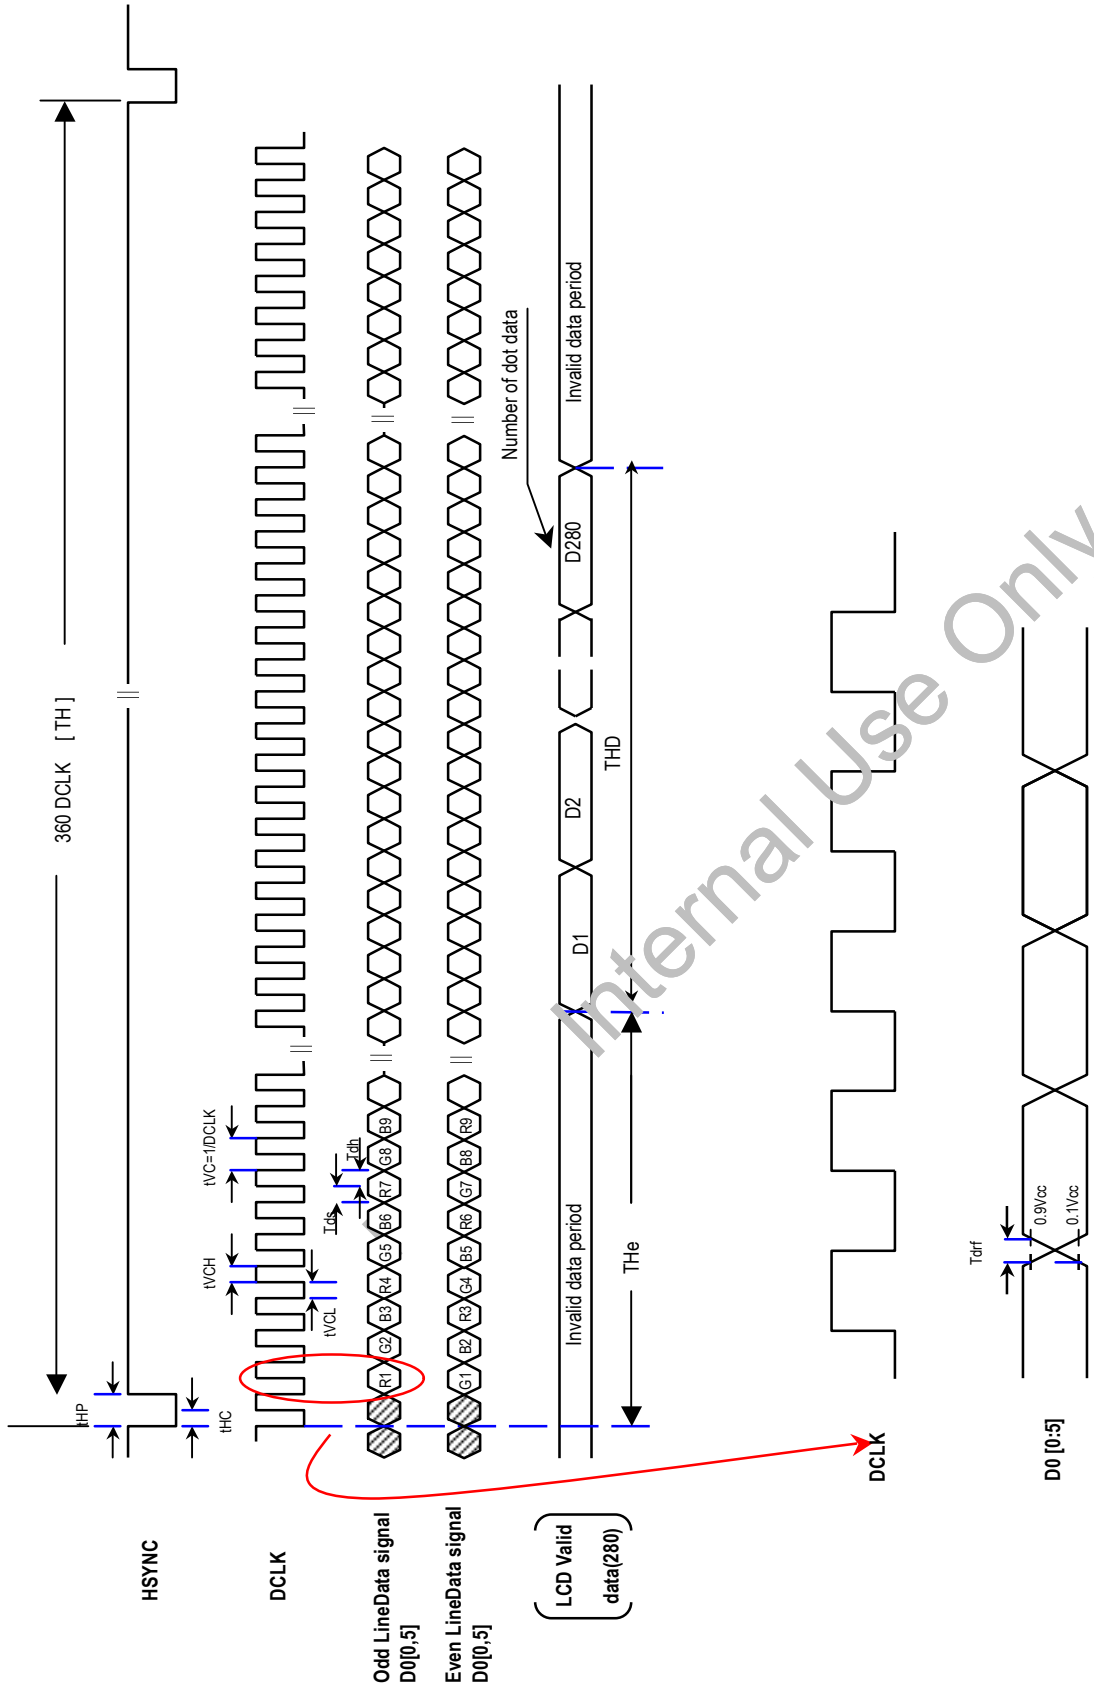 HSYNC
tHP
tHC
360 DCLK [ TH ]
DCLK
tVCH
tVCL
tVC=1/DCLK
Tds
Tdh
Odd LineData signal
D0[0,5]
R1 G2 B3 R4 G5 B6 R7 G8 B9
Even LineData signal
D0[0,5]
G1 B2 R3 G4 B5 R6 G7 B8 R9
LCD Valid
data(280)
Invalid data period
D1
D2
D280
Invalid data period
Number of dot data
THe
THD
DCLK
D0 [0:5]
Tdrf
0.9Vcc
0.1Vcc
Internal Use Only